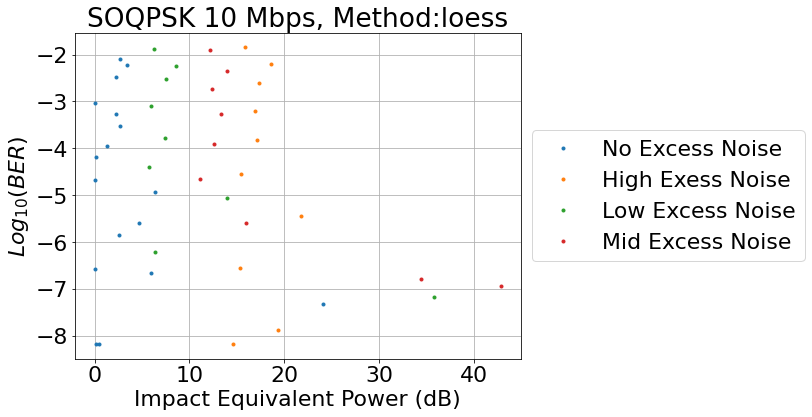 SOQPSK 10 Mbps, Method:loess
−2
−3
−4
−5
−6
−7
−8
Log₁₀(BER)
0
10
20
30
40
Impact Equivalent Power (dB)
No Excess Noise
High Exess Noise
Low Excess Noise
Mid Excess Noise